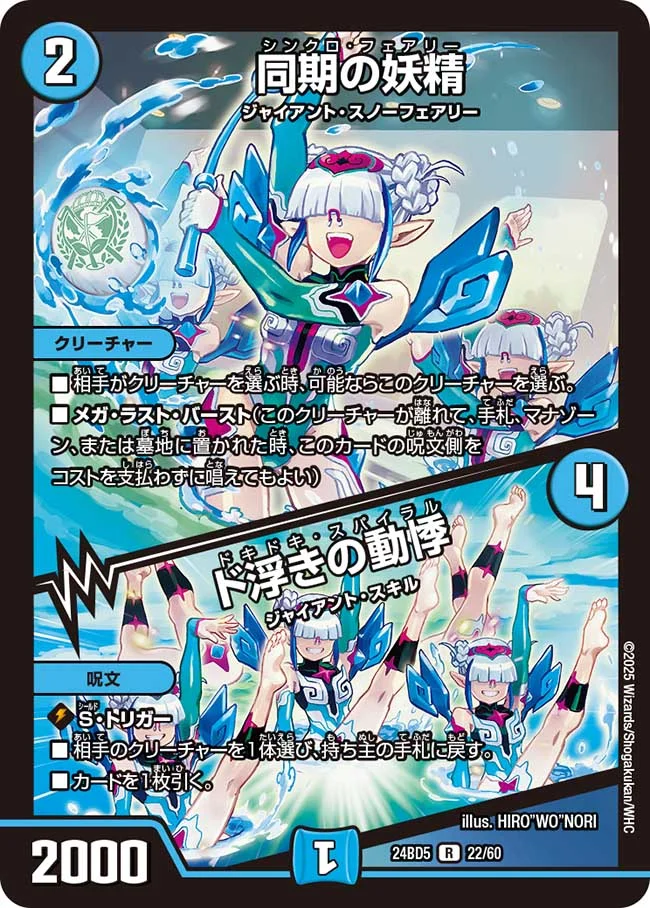 2
シンクロ・フェアリー
同期の妖精
ジャイアント・スノーフェアリー
クリーチャー
■相手がクリーチャーを選ぶ時、可能ならこのクリーチャーを選ぶ。
■メガ・ラスト・バースト(このクリーチャーが離れて、手札、マナゾー
ン、または墓地に置かれた時、このカードの呪文側を
コストを支払わずに唱えてもよい)
4
ドキドキ・スパイラル
ド浮きの動悸
ジャイアント・スキル
呪文
S・トリガー
■相手のクリーチャーを1体選び、持ち主の手札に戻す。
■カードを1枚引く。
illus. HIRO"WO"NORI
©2025 Wizards/Shogakukan/WHC
2000
1
24BD5 R 22/60